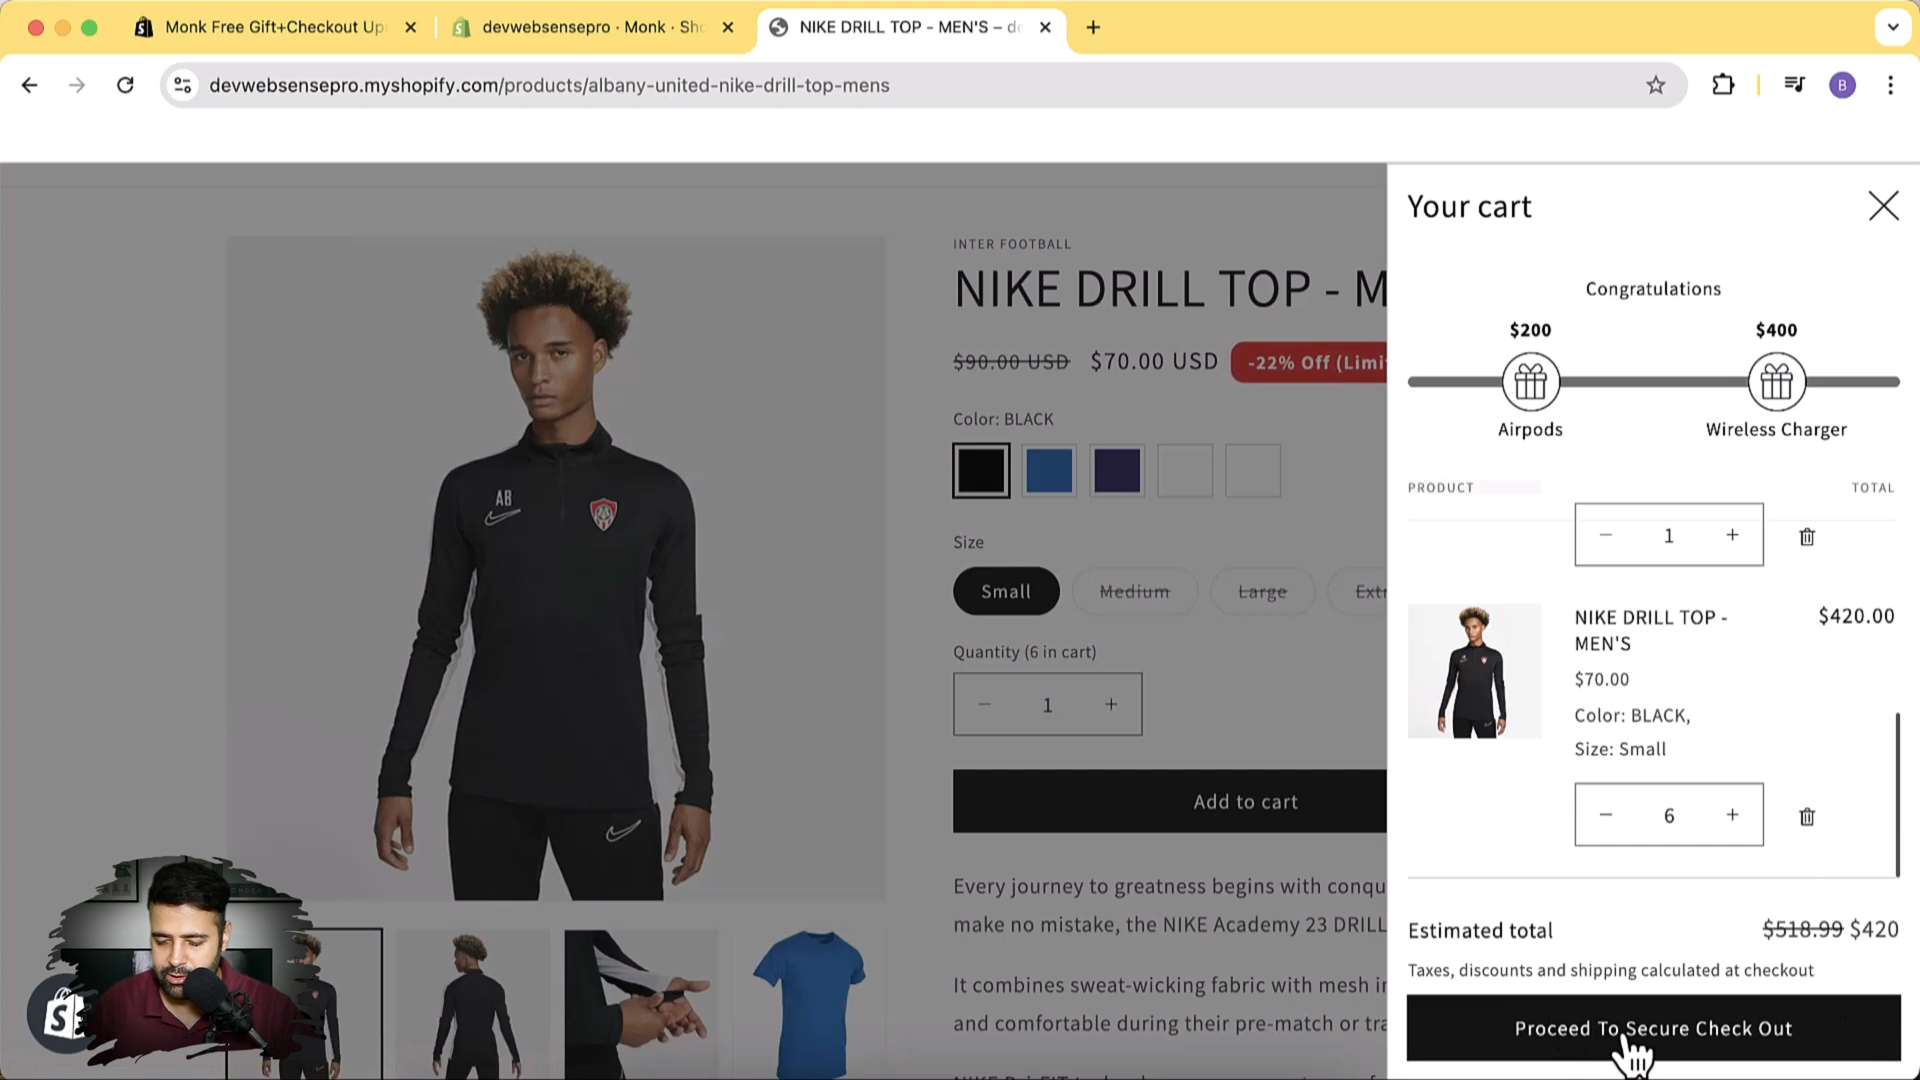 Monk Free Gift+Checkout Up
devwebsensepro · Monk · Sho
NIKE DRILL TOP - MEN'S – de
devwebsensepro.myshopify.com/products/albany-united-nike-drill-top-mens
B
INTER FOOTBALL
NIKE DRILL TOP - M
$90.00 USD $70.00 USD -22% Off (Limi
Color: BLACK
Size
Small Medium Large Extr
Quantity (6 in cart)
− 1 +
Add to cart
Every journey to greatness begins with conqu
make no mistake, the NIKE Academy 23 DRILL
It combines sweat-wicking fabric with mesh i
and comfortable during their pre-match or tra
AB
Your cart
Congratulations
$200 $400
Airpods Wireless Charger
PRODUCT TOTAL
− 1 +
NIKE DRILL TOP - $420.00
MEN'S
$70.00
Color: BLACK,
Size: Small
− 6 +
Estimated total $518.99 $420
Taxes, discounts and shipping calculated at checkout
Proceed To Secure Check Out